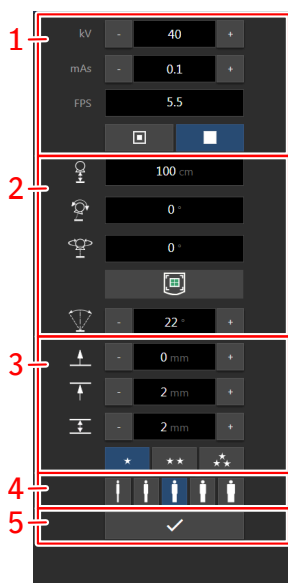 1
kV - 40 +
mAs - 0.1 +
FPS 5.5
2
100 cm
0 °
0 °
- 22 ° +
3
- 0 mm +
- 2 mm +
- 2 mm +
4
5